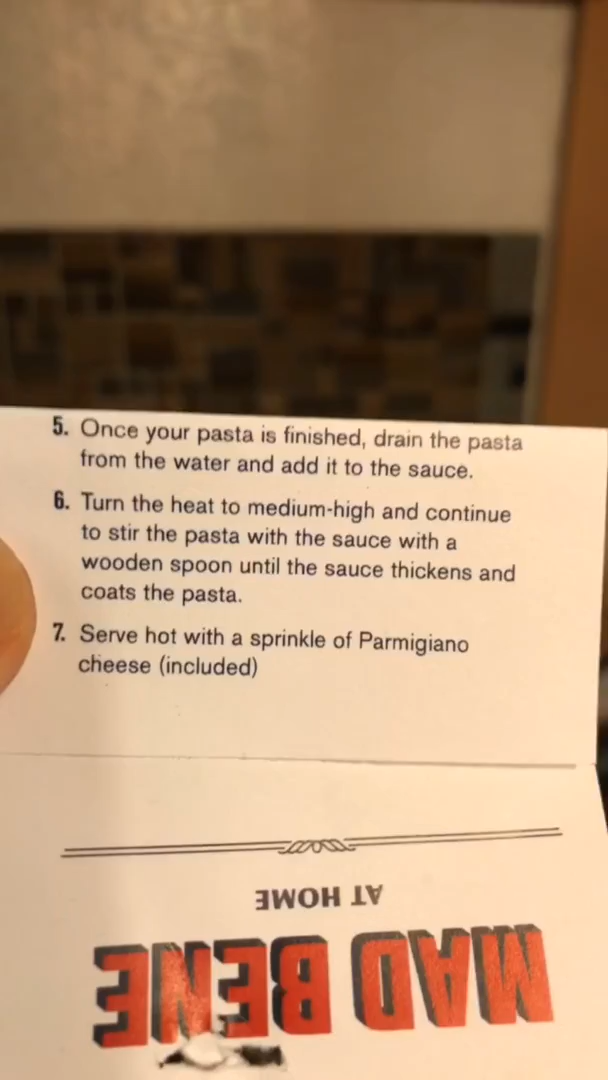 5. Once your pasta is finished, drain the pasta
from the water and add it to the sauce.
6. Turn the heat to medium-high and continue
to stir the pasta with the sauce with a
wooden spoon until the sauce thickens and
coats the pasta.
7. Serve hot with a sprinkle of Parmigiano
cheese (included)
MAD BENE
AT HOME